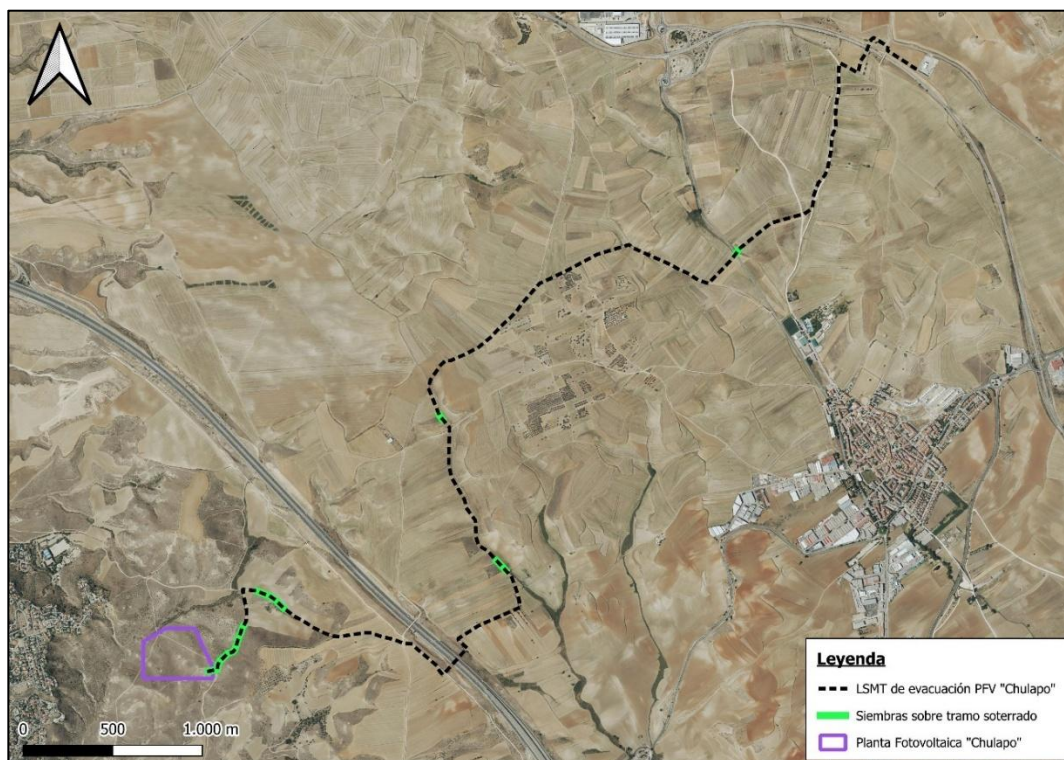 Leyenda
LSMT de evacuación PFV "Chulapo"
Siembras sobre tramo soterrado
Planta Fotovoltaica "Chulapo"
0 500 1.000 m